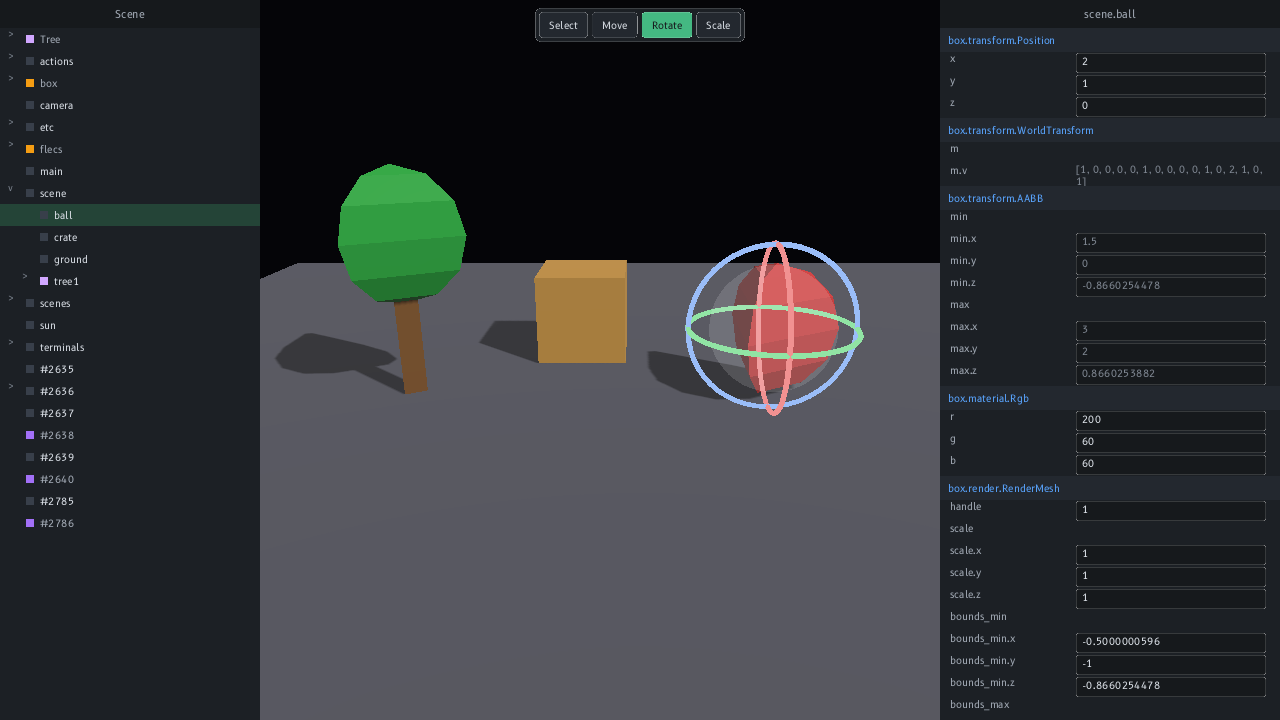 Scene
> Tree
> actions
> box
camera
> etc
> flecs
main
v scene
ball
crate
ground
> tree1
> scenes
sun
> terminals
#2635
> #2636
#2637
#2638
#2639
#2640
#2785
#2786
Select Move Rotate Scale
scene.ball
box.transform.Position
x 2
y 1
z 0
box.transform.WorldTransform
m
m.v [1, 0, 0, 0, 0, 1, 0, 0, 0, 0, 1, 0, 2, 1, 0,
1]
box.transform.AABB
min
min.x 1.5
min.y 0
min.z -0.8660254478
max
max.x 3
max.y 2
max.z 0.8660253882
box.material.Rgb
r 200
g 60
b 60
box.render.RenderMesh
handle 1
scale
scale.x 1
scale.y 1
scale.z 1
bounds_min
bounds_min.x -0.5000000596
bounds_min.y -1
bounds_min.z -0.8660254478
bounds_max